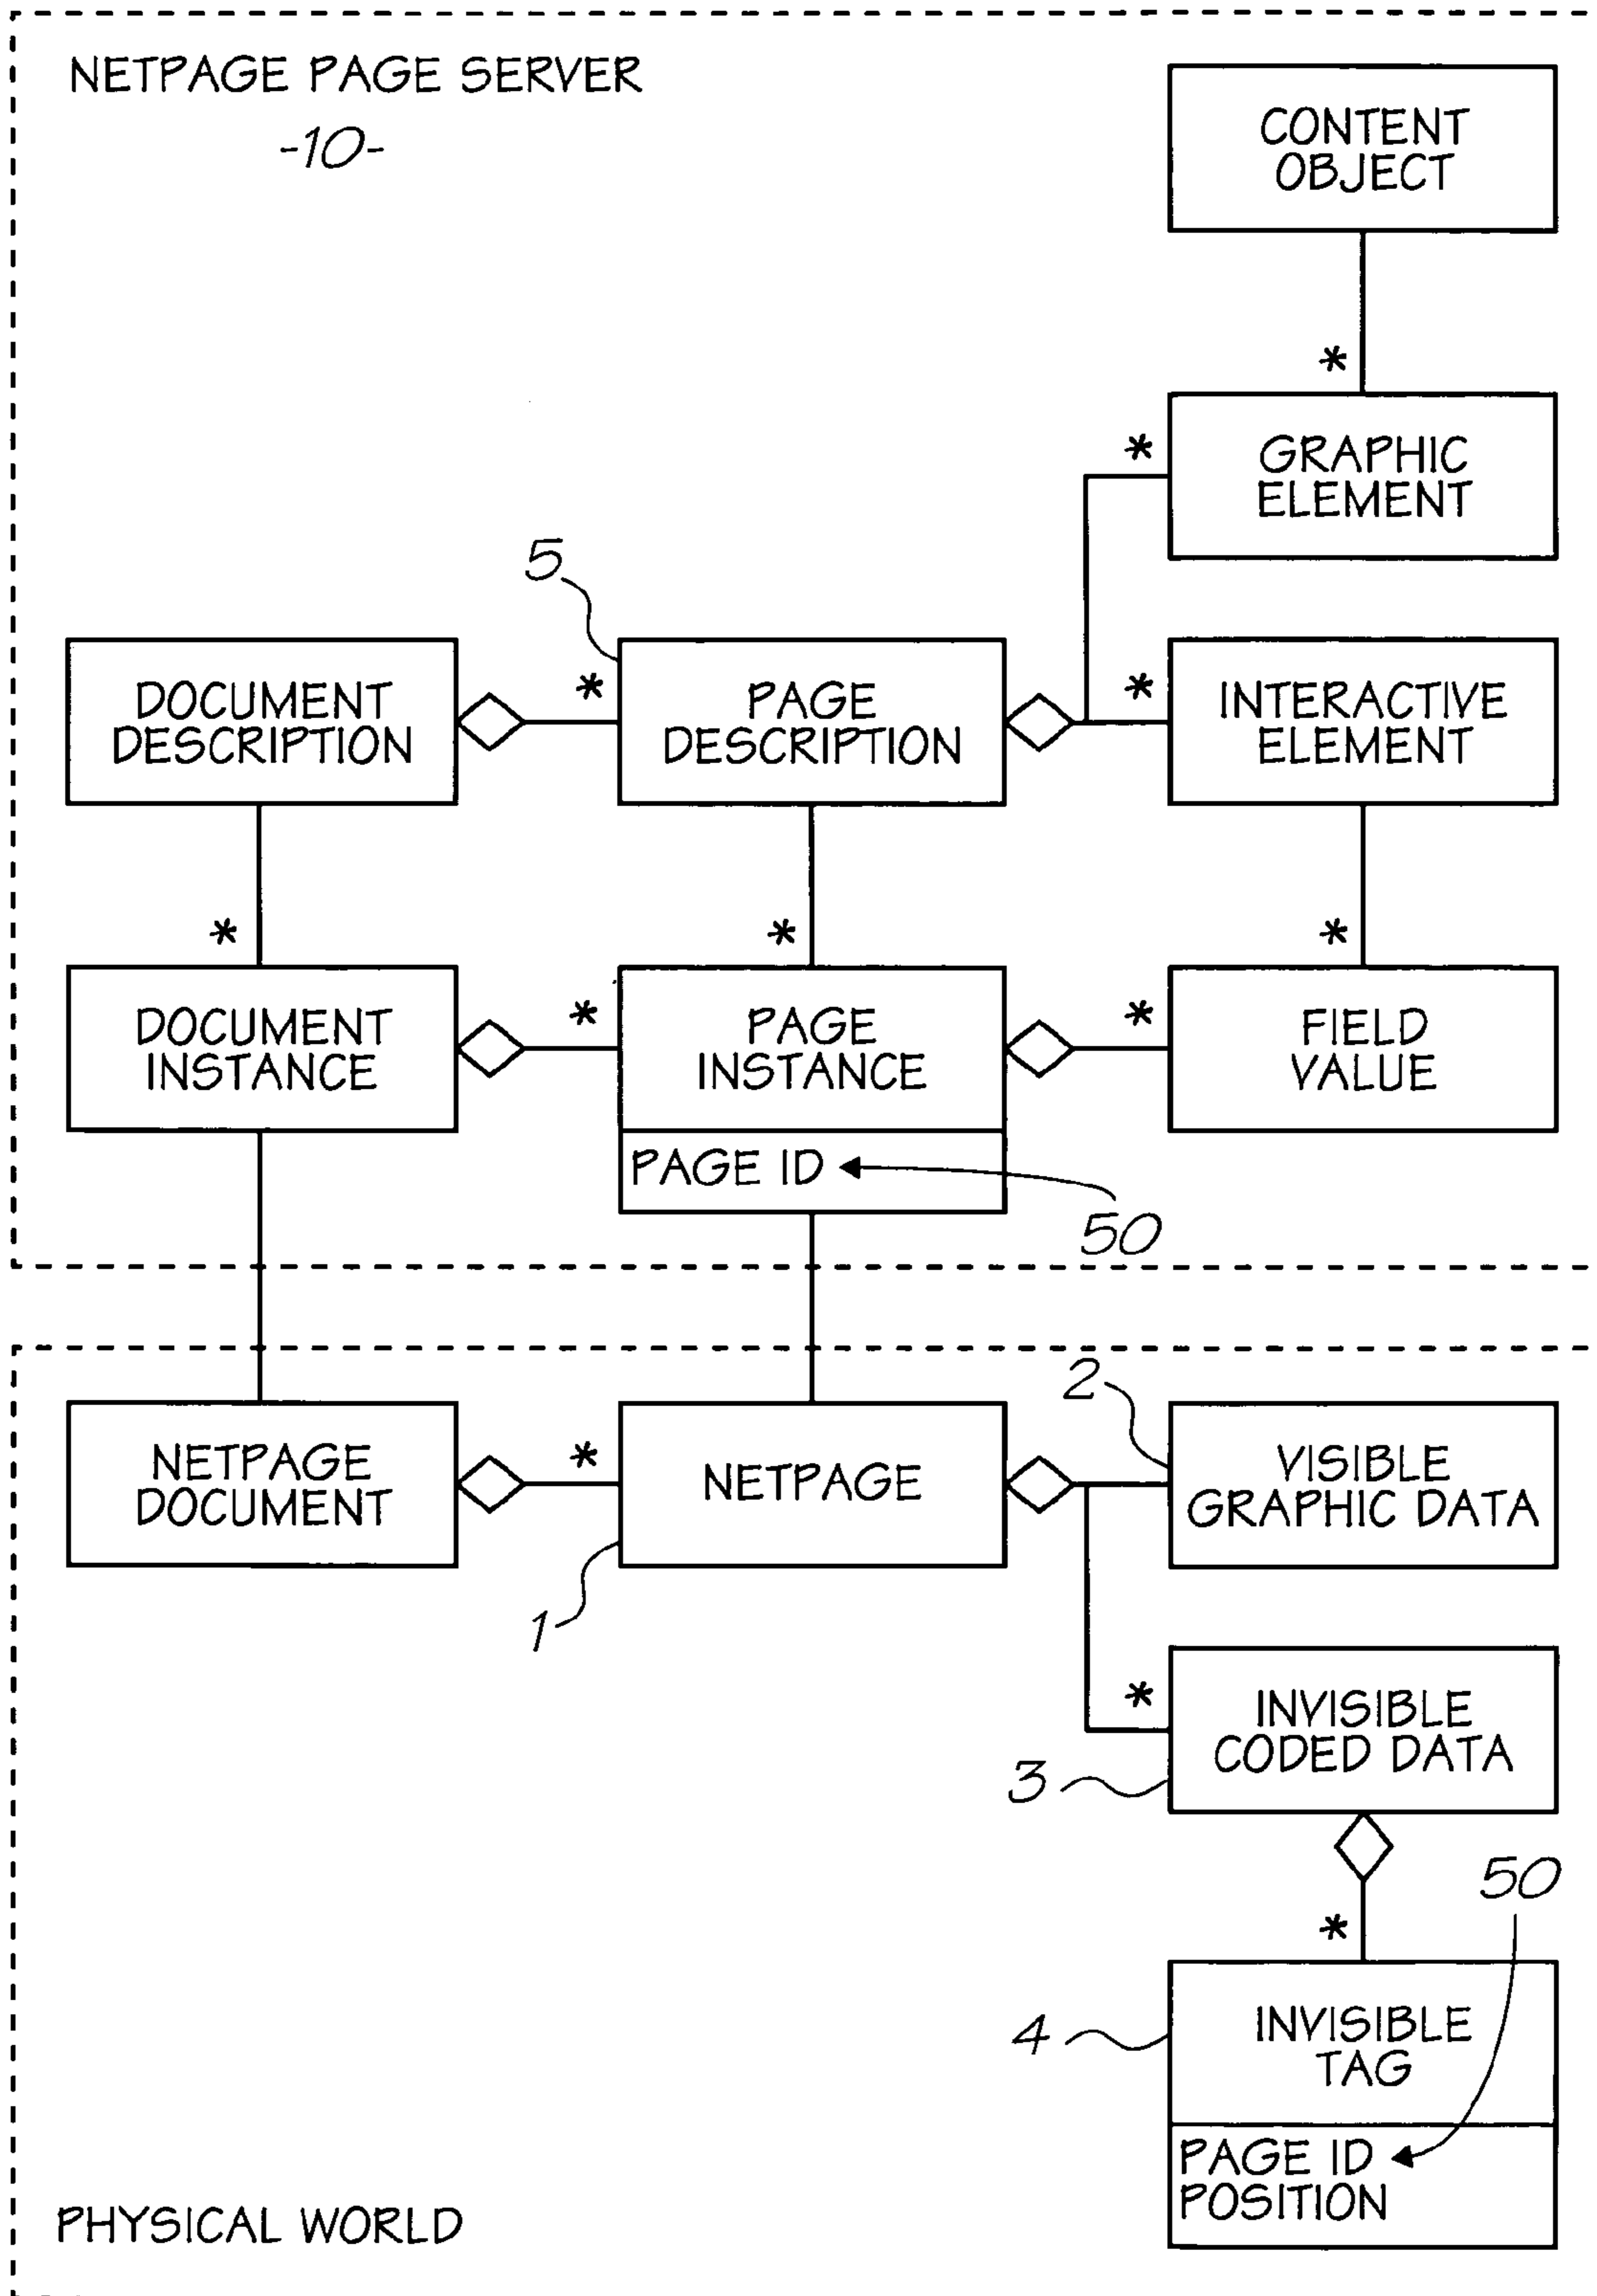 NETPAGE PAGE SERVER
-10-
CONTENT
OBJECT
*
*
GRAPHIC
ELEMENT
5
DOCUMENT
DESCRIPTION
*
PAGE
DESCRIPTION
*
INTERACTIVE
ELEMENT
*
*
*
DOCUMENT
INSTANCE
*
PAGE
INSTANCE
*
FIELD
VALUE
PAGE ID
50
2
NETPAGE
DOCUMENT
*
NETPAGE
VISIBLE
GRAPHIC DATA
1
*
INVISIBLE
CODED DATA
3
50
*
4
INVISIBLE
TAG
PAGE ID
POSITION
PHYSICAL WORLD